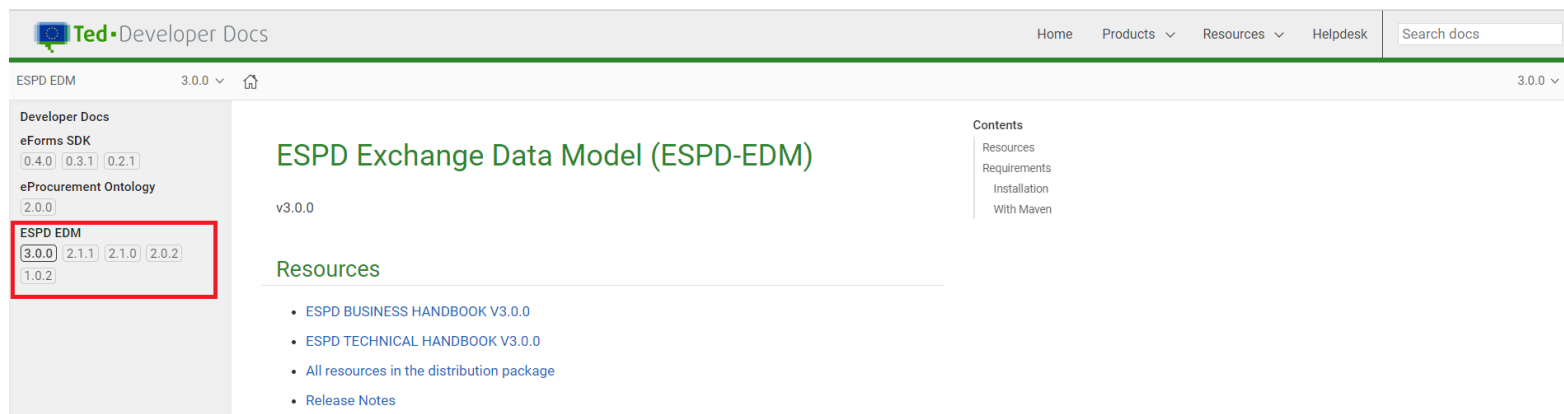 Ted Developer Docs
Home Products Resources Helpdesk Search docs
ESPD EDM 3.0.0 3.0.0
Developer Docs
eForms SDK
0.4.0 0.3.1 0.2.1
eProcurement Ontology
2.0.0
ESPD EDM
3.0.0 2.1.1 2.1.0 2.0.2
1.0.2
ESPD Exchange Data Model (ESPD-EDM)
v3.0.0
Resources
• ESPD BUSINESS HANDBOOK V3.0.0
• ESPD TECHNICAL HANDBOOK V3.0.0
• All resources in the distribution package
• Release Notes
Contents
Resources
Requirements
Installation
With Maven